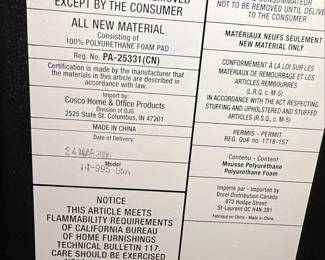 EXCEPT BY THE CONSUMER
ALL NEW MATERIAL
Consisting of
100% POLYURETHANE FOAM PAD
Reg. No. PA-25331(CN)
Certification is made by the manufacturer that
the materials in this article are described in
accordance with law.
Import by:
Cosco Home & Office Products
Division of DJG
2525 State St. Columbus, IN 47201
Date of Delivery:
24 MAR
Model
14-995-
NOTICE
THIS ARTICLE MEETS
FLAMMABILITY REQUIREMENTS
OF CALIFORNIA BUREAU
OF HOME FURNISHINGS
TECHNICAL BULLETIN 117.
CARE SHOULD BE EXERCISED
NOT TO BE REMOVED UNTIL DELIVERED
TO THE CONSUMER
MATÉRIAUX NEUFS SEULEMENT
NEW MATERIAL ONLY
CONFORMEMENT À LA LOI SUR LES
MATÉRIAUX DE REMBOURRAGE ET LES
ARTICLES REMBOURRÉS
(L.R.Q. c. M-5)
IN ACCORDANCE WITH THE ACT RESPECTING
STUFFING AND UPHOLSTERED AND STUFFED
ARTICLES (R.S.Q., c. M-5)
PERMIS - PERMIT
REG. Qué no. 1718-157
Contenu - Content
Mousse Polyuréthane
Polyurethane Foam
Importé par - Imported by
Dorel Distribution Canada
873 Hodge Street
St-Laurent QC H4N 2B1
Fabriqué en Chine - Made in China